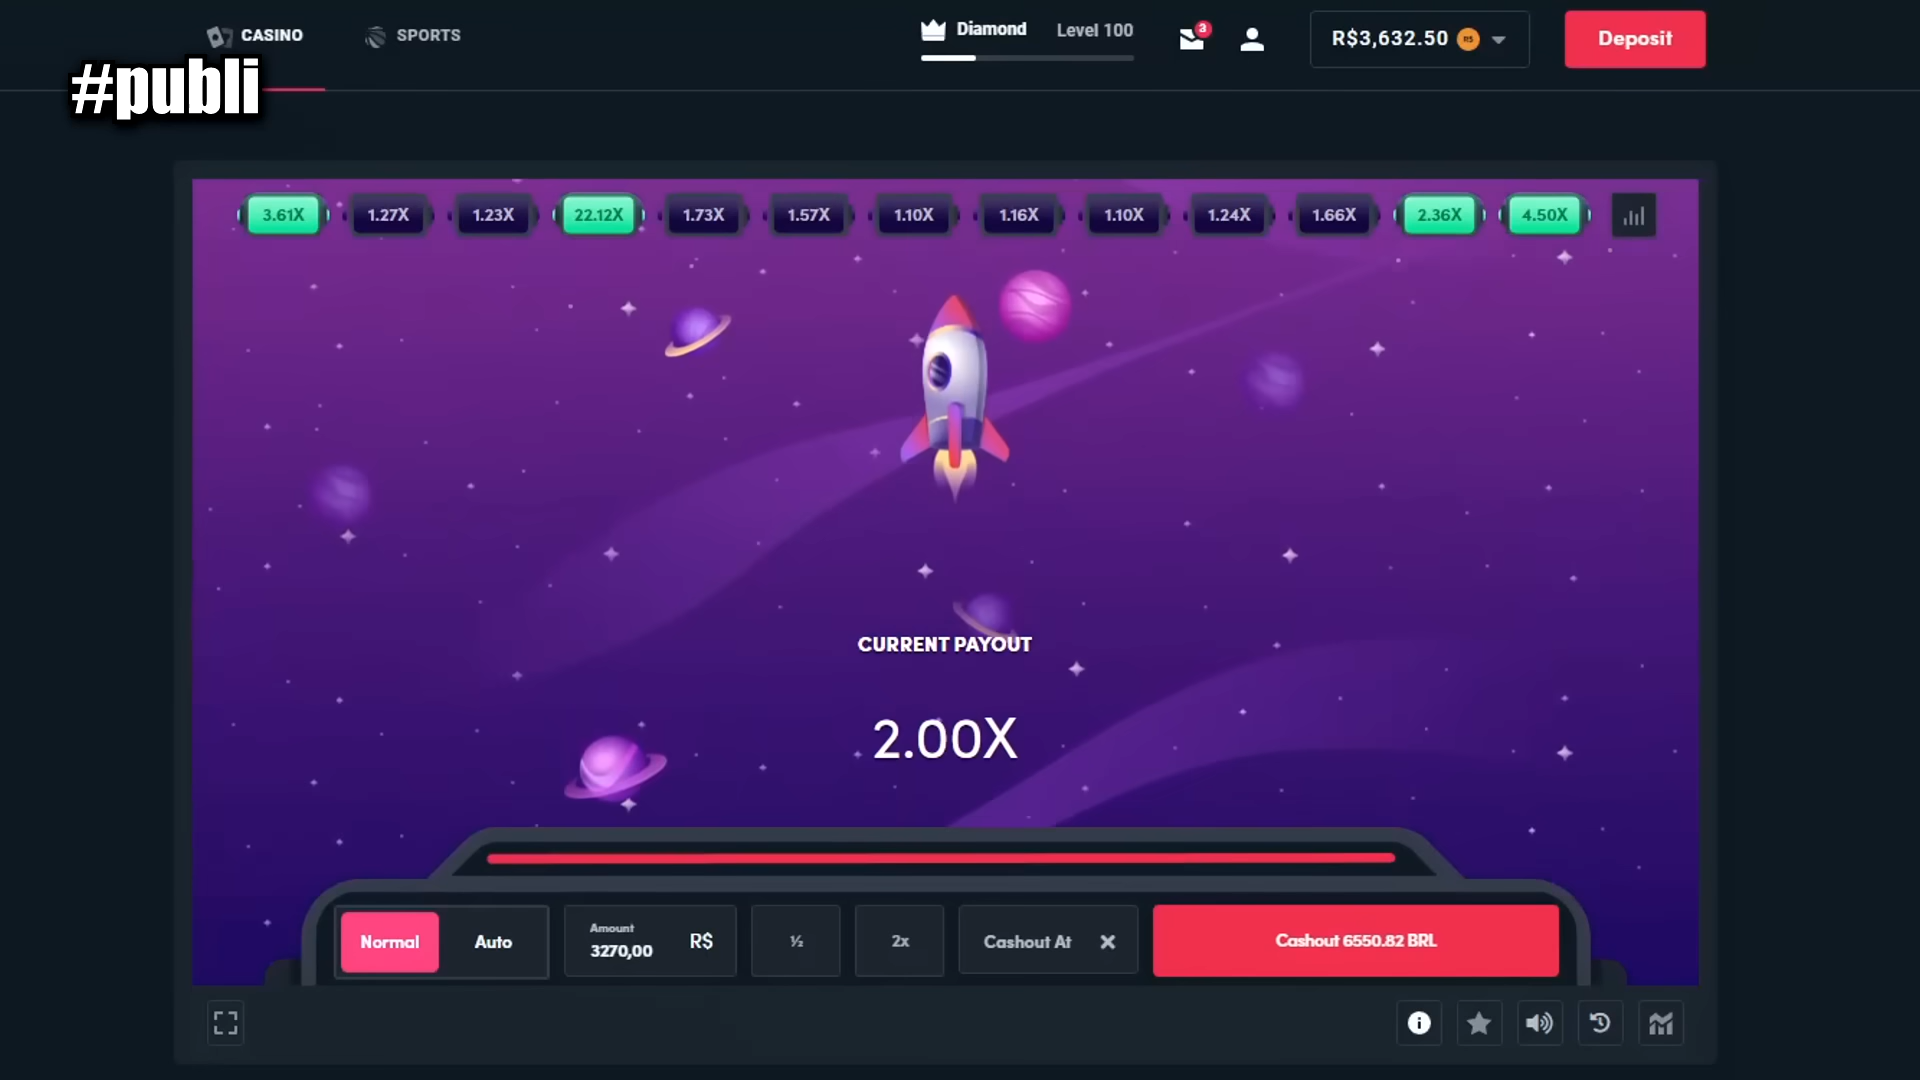 CASINO
SPORTS
Diamond
Level 100
3
R$3,632.50
R$
Deposit
#publi
3.61X
1.27X
1.23X
22.12X
1.73X
1.57X
1.10X
1.16X
1.10X
1.24X
1.66X
2.36X
4.50X
CURRENT PAYOUT
2.00X
Normal
Auto
Amount
3270,00
R$
½
2x
Cashout At
Cashout 6550.82 BRL